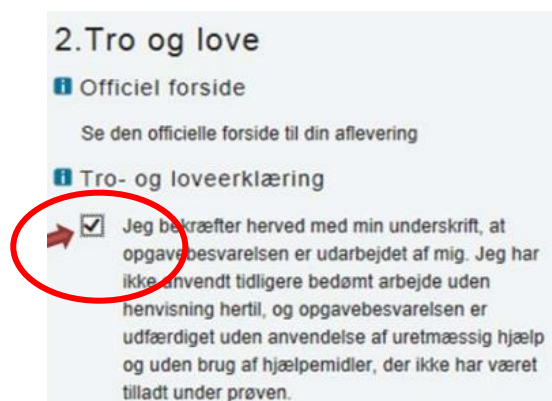 2.Tro og love
i Officiel forside
Se den officielle forside til din aflevering
i Tro- og loveerklæring
Jeg bekræfter herved med min underskrift, at
opgavebesvarelsen er udarbejdet af mig. Jeg har
ikke anvendt tidligere bedømt arbejde uden
henvisning hertil, og opgavebesvarelsen er
udfærdiget uden anvendelse af uretmæssig hjælp
og uden brug af hjælpemidler, der ikke har været
tilladt under prøven.